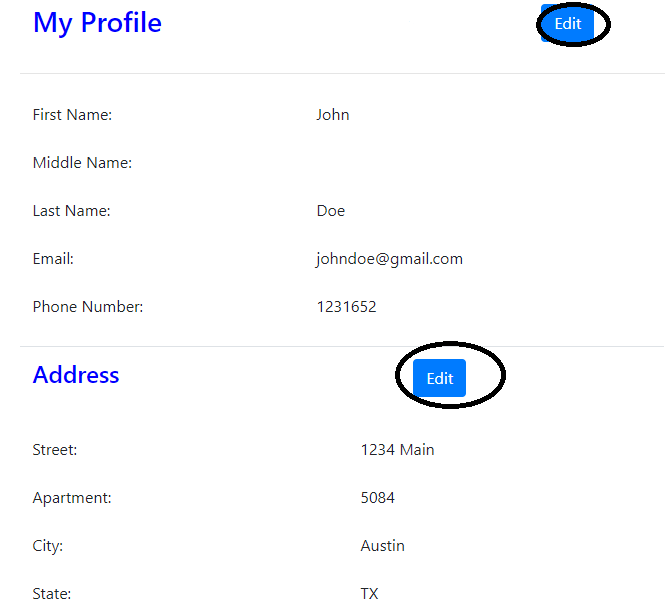 My Profile Edit
First Name: John
Middle Name:
Last Name: Doe
Email: johndoe@gmail.com
Phone Number: 1231652
Address Edit
Street: 1234 Main
Apartment: 5084
City: Austin
State: TX